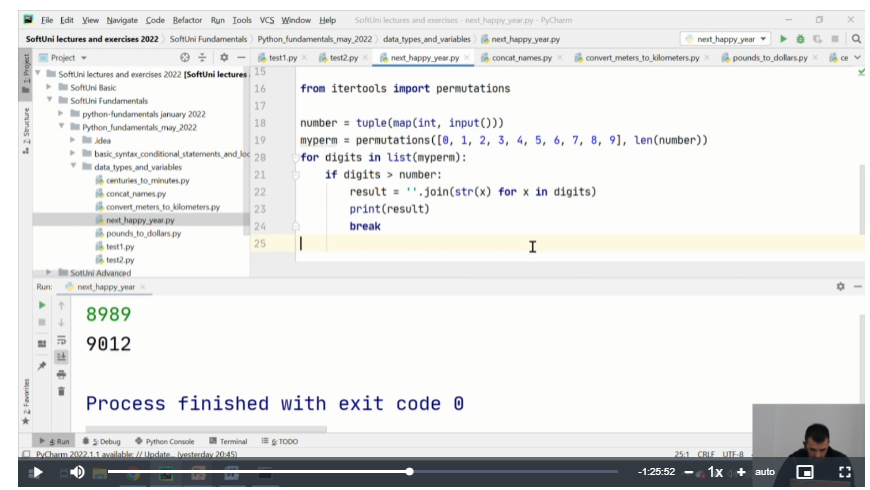 File Edit View Navigate Code Refactor Run Tools VCS Window Help SoftUni lectures and exercises - next_happy_year.py - PyCharm
SoftUni lectures and exercises 2022 SoftUni Fundamentals Python_fundamentals_may_2022 data_types_and_variables next_happy_year.py next_happy_year
Project test1.py test2.py next_happy_year.py concat_names.py convert_meters_to_kilometers.py pounds_to_dollars.py ce
1: Project
2: Structure
2: Favorites
SoftUni lectures and exercises 2022 [SoftUni lectures
SoftUni Basic
SoftUni Fundamentals
python-fundamentals january 2022
Python_fundamentals_may_2022
.idea
basic_syntax_conditional_statements_and_loo
data_types_and_variables
centuries_to_minutes.py
concat_names.py
convert_meters_to_kilometers.py
next_happy_year.py
pounds_to_dollars.py
test1.py
test2.py
SoftUni Advanced
15
16 from itertools import permutations
17
18 number = tuple(map(int, input()))
19 myperm = permutations([0, 1, 2, 3, 4, 5, 6, 7, 8, 9], len(number))
20 for digits in list(myperm):
21 if digits > number:
22 result = ''.join(str(x) for x in digits)
23 print(result)
24 break
25
Run: next_happy_year
8989
9012
Process finished with exit code 0
4: Run 5: Debug Python Console Terminal 6: TODO
PyCharm 2022.1.1 available: // Update... (yesterday 20:45) 25:1 CRLF UTF-8
-1:25:52 − 1x + auto